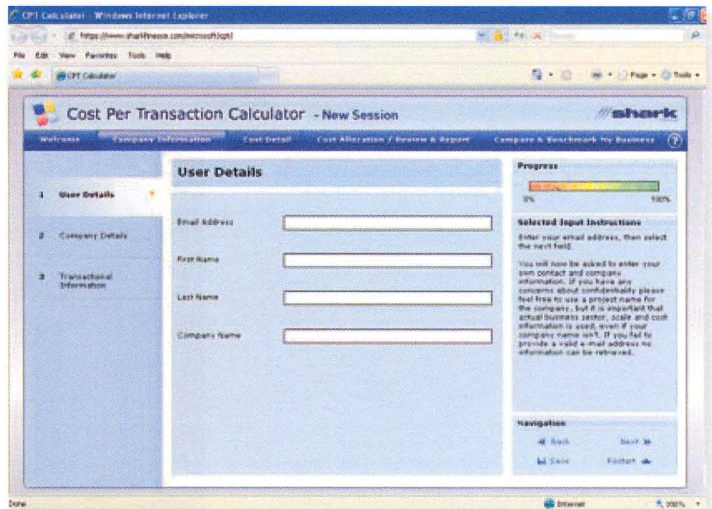 CPT Calculator - Windows Internet Explorer
File Edit View Favorites Tools Help
CPT Calculator
Page Tools
Cost Per Transaction Calculator - New Session
shark
Welcome Company Information Cost Detail Cost Allocation / Review & Report Compare & Benchmark My Business ?
User Details
Progress
1 User Details
0% 100%
Email Address
Selected Input Instructions
Enter your email address, then select
the next field.
2 Company Details
First Name
You will now be asked to enter your
own contact and company
information. If you have any
concerns about confidentiality please
feel free to use a project name for
the company, but it is important that
actual business sector, scale and cost
information is used, even if your
company name isn't. If you fail to
provide a valid e-mail address no
information can be retrieved.
3 Transactional
Information
Last Name
Company Name
Navigation
Back Next
Save Restart
Done Internet 100%